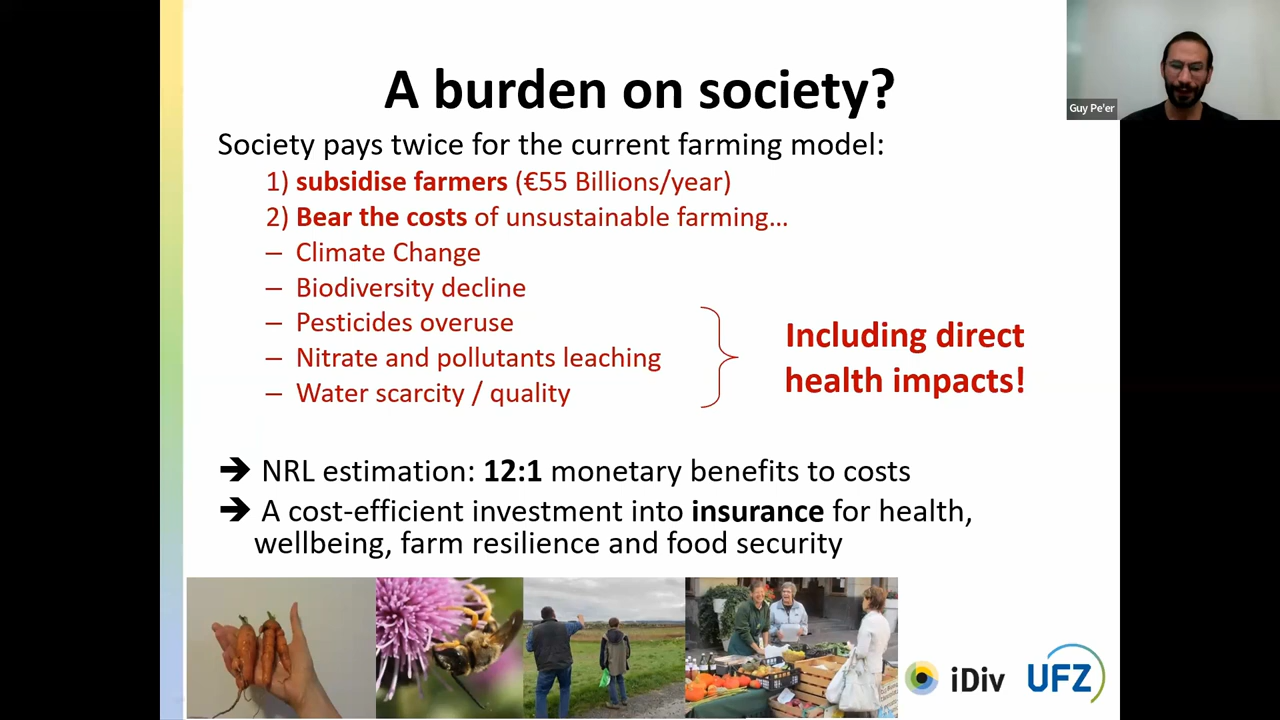 A burden on society?
Guy Pe'er
Society pays twice for the current farming model:
1) subsidise farmers (€55 Billions/year)
2) Bear the costs of unsustainable farming…
– Climate Change
– Biodiversity decline
– Pesticides overuse
– Nitrate and pollutants leaching
– Water scarcity / quality
Including direct
health impacts!
➔ NRL estimation: 12:1 monetary benefits to costs
➔ A cost-efficient investment into insurance for health,
wellbeing, farm resilience and food security
iDiv
UFZ